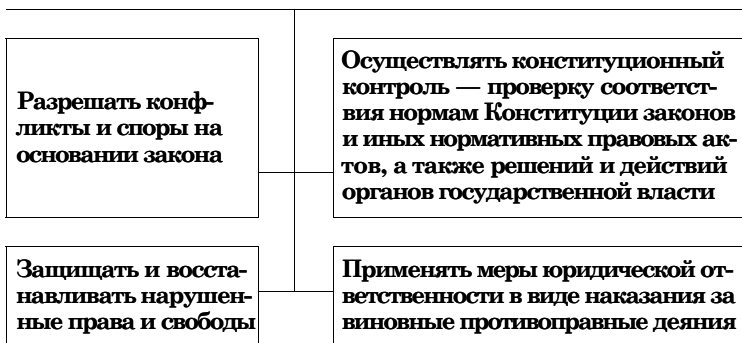 Разрешать конф-
ликты и споры на
основании закона
Осуществлять конституционный
контроль — проверку соответст-
вия нормам Конституции законов
и иных нормативных правовых ак-
тов, а также решений и действий
органов государственной власти
Защищать и восста-
навливать нарушен-
ные права и свободы
Применять меры юридической от-
ветственности в виде наказания за
виновные противоправные деяния